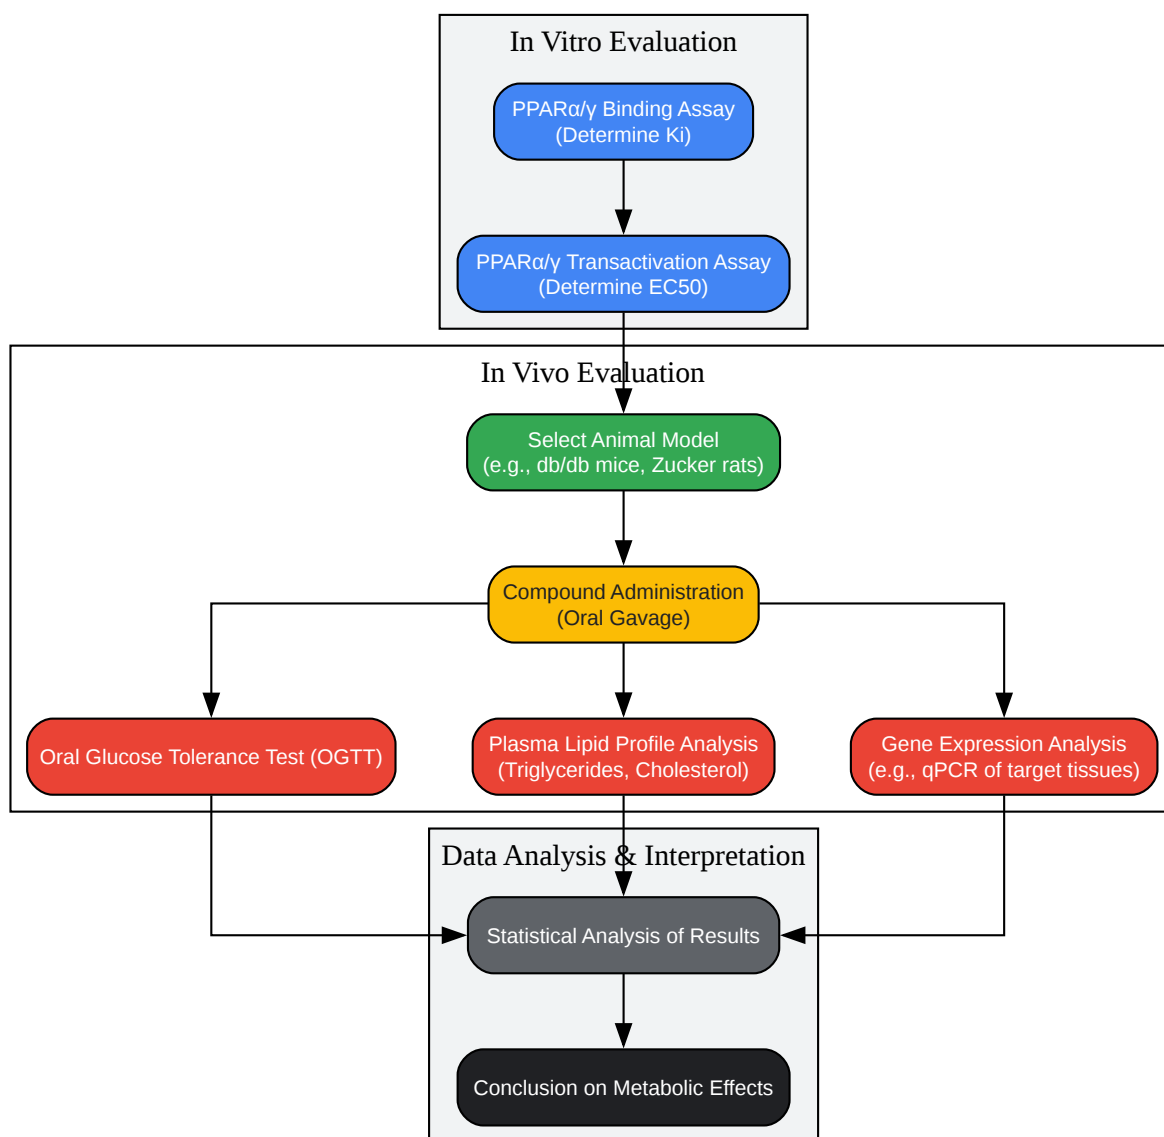 In Vitro Evaluation
PPARα/γ Binding Assay
(Determine Ki)
PPARα/γ Transactivation Assay
(Determine EC50)
In Vivo Evaluation
Select Animal Model
(e.g., db/db mice, Zucker rats)
Compound Administration
(Oral Gavage)
Oral Glucose Tolerance Test (OGTT)
Plasma Lipid Profile Analysis
(Triglycerides, Cholesterol)
Gene Expression Analysis
(e.g., qPCR of target tissues)
Data Analysis & Interpretation
Statistical Analysis of Results
Conclusion on Metabolic Effects